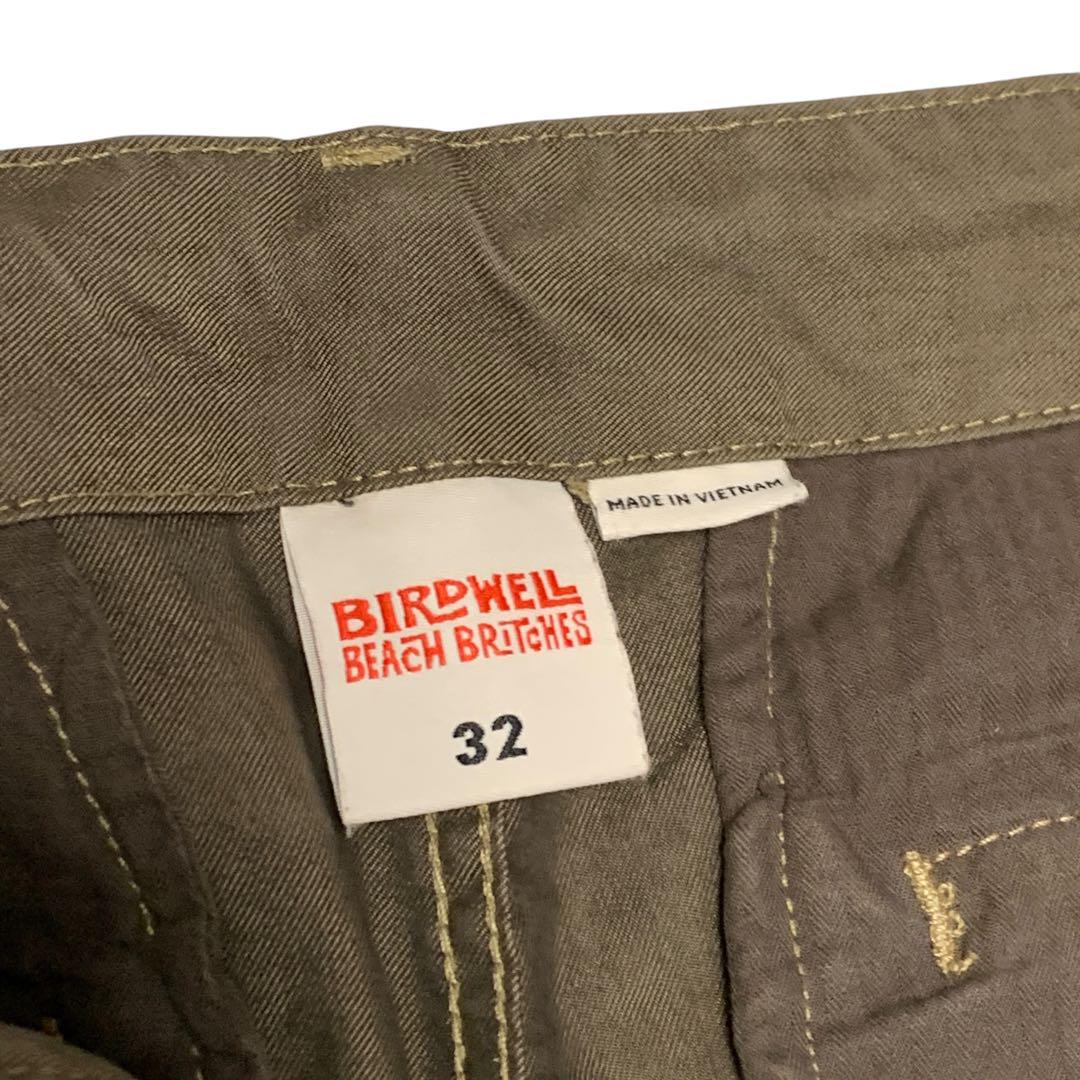 BIRDWELL
BEACH BRITCHES
32
MADE IN VIETNAM